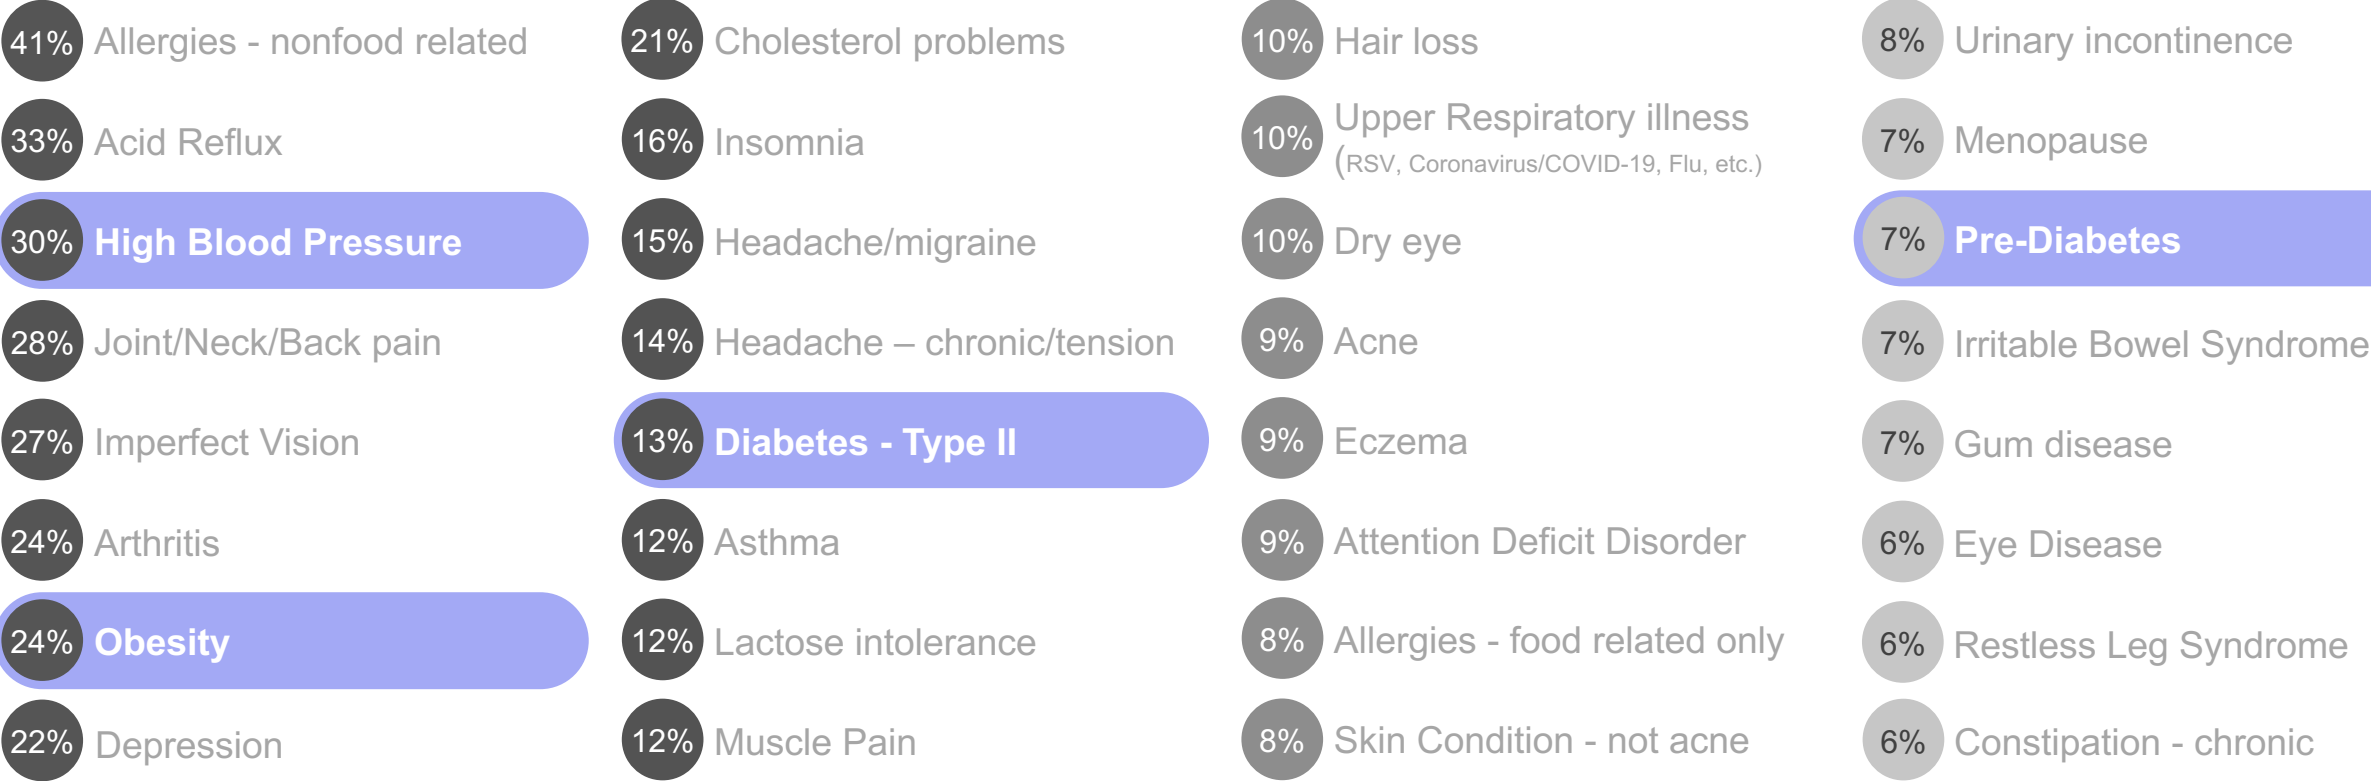 41% Allergies - nonfood related
33% Acid Reflux
30% High Blood Pressure
28% Joint/Neck/Back pain
27% Imperfect Vision
24% Arthritis
24% Obesity
22% Depression
21% Cholesterol problems
16% Insomnia
15% Headache/migraine
14% Headache – chronic/tension
13% Diabetes - Type II
12% Asthma
12% Lactose intolerance
12% Muscle Pain
10% Hair loss
10% Upper Respiratory illness
(RSV, Coronavirus/COVID-19, Flu, etc.)
10% Dry eye
9% Acne
9% Eczema
9% Attention Deficit Disorder
8% Allergies - food related only
8% Skin Condition - not acne
8% Urinary incontinence
7% Menopause
7% Pre-Diabetes
7% Irritable Bowel Syndrome
7% Gum disease
6% Eye Disease
6% Restless Leg Syndrome
6% Constipation - chronic